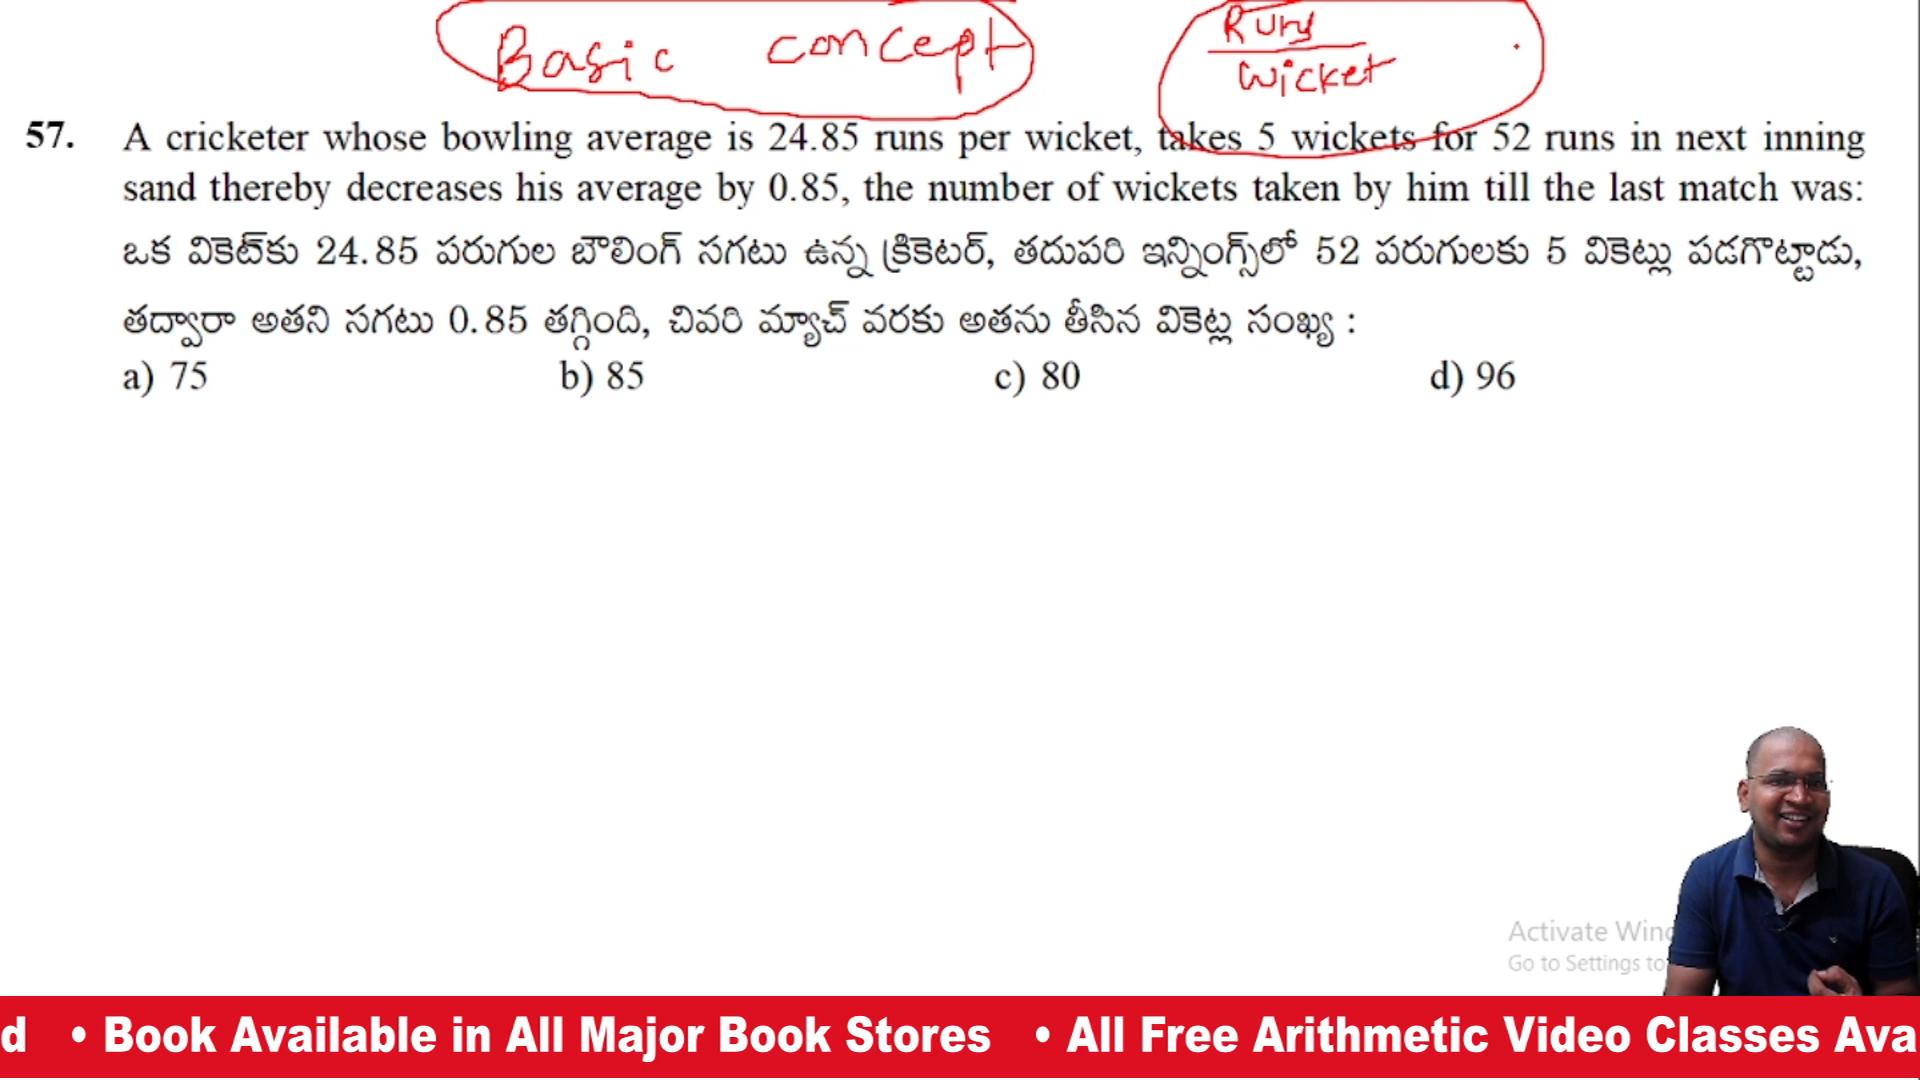 Basic concept
Runs
wicket
57. A cricketer whose bowling average is 24.85 runs per wicket, takes 5 wickets for 52 runs in next inning
sand thereby decreases his average by 0.85, the number of wickets taken by him till the last match was:
ఒక వికెట్‌కు 24.85 పరుగుల బౌలింగ్ సగటు ఉన్న క్రికెటర్, తదుపరి ఇన్నింగ్స్‌లో 52 పరుగులకు 5 వికెట్లు పడగొట్టాడు,
తద్వారా అతని సగటు 0.85 తగ్గింది, చివరి మ్యాచ్ వరకు అతను తీసిన వికెట్ల సంఖ్య :
a) 75 b) 85 c) 80 d) 96
Activate Wind
Go to Settings to
d • Book Available in All Major Book Stores • All Free Arithmetic Video Classes Ava